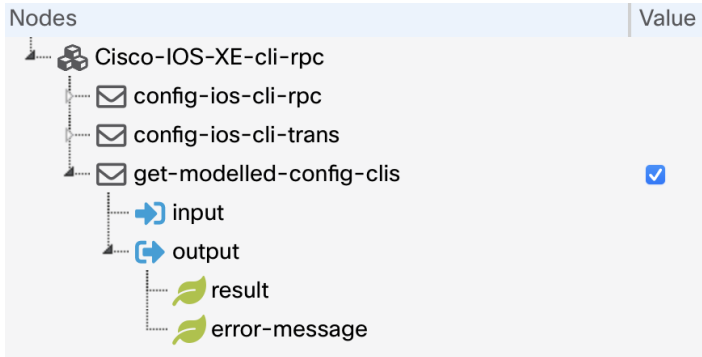 Nodes Value
Cisco-IOS-XE-cli-rpc
config-ios-cli-rpc
config-ios-cli-trans
get-modelled-config-clis
input
output
result
error-message